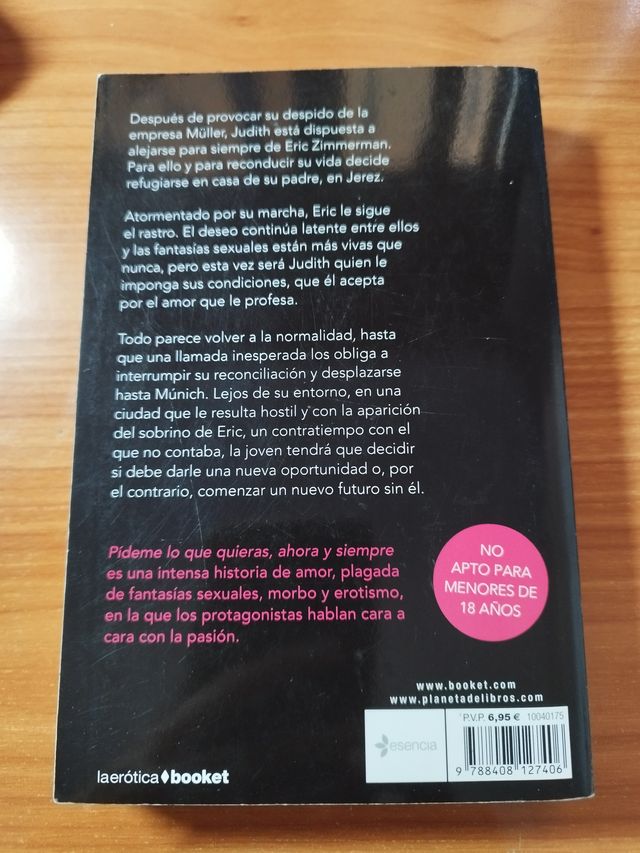 Después de provocar su despido de la
empresa Müller, Judith está dispuesta a
alejarse para siempre de Eric Zimmerman.
Para ello y para reconducir su vida decide
refugiarse en casa de su padre, en Jerez.
Atormentado por su marcha, Eric le sigue
el rastro. El deseo continúa latente entre ellos
y las fantasías sexuales están más vivas que
nunca, pero esta vez será Judith quien le
imponga sus condiciones, que él acepta
por el amor que le profesa.
Todo parece volver a la normalidad, hasta
que una llamada inesperada los obliga a
interrumpir su reconciliación y desplazarse
hasta Múnich. Lejos de su entorno, en una
ciudad que le resulta hostil y con la aparición
del sobrino de Eric, un contratiempo con el
que no contaba, la joven tendrá que decidir
si debe darle una nueva oportunidad o, por
el contrario, comenzar un nuevo futuro sin él.
Pídeme lo que quieras, ahora y siempre
es una intensa historia de amor, plagada
de fantasías sexuales, morbo y erotismo,
en la que los protagonistas hablan cara a
cara con la pasión.
NO
APTO PARA
MENORES DE
18 AÑOS
www.booket.com
www.planetadelibros.com
P.V.P. 6,95 € 10040175
esencia
9 788408 127406
laerótica booket